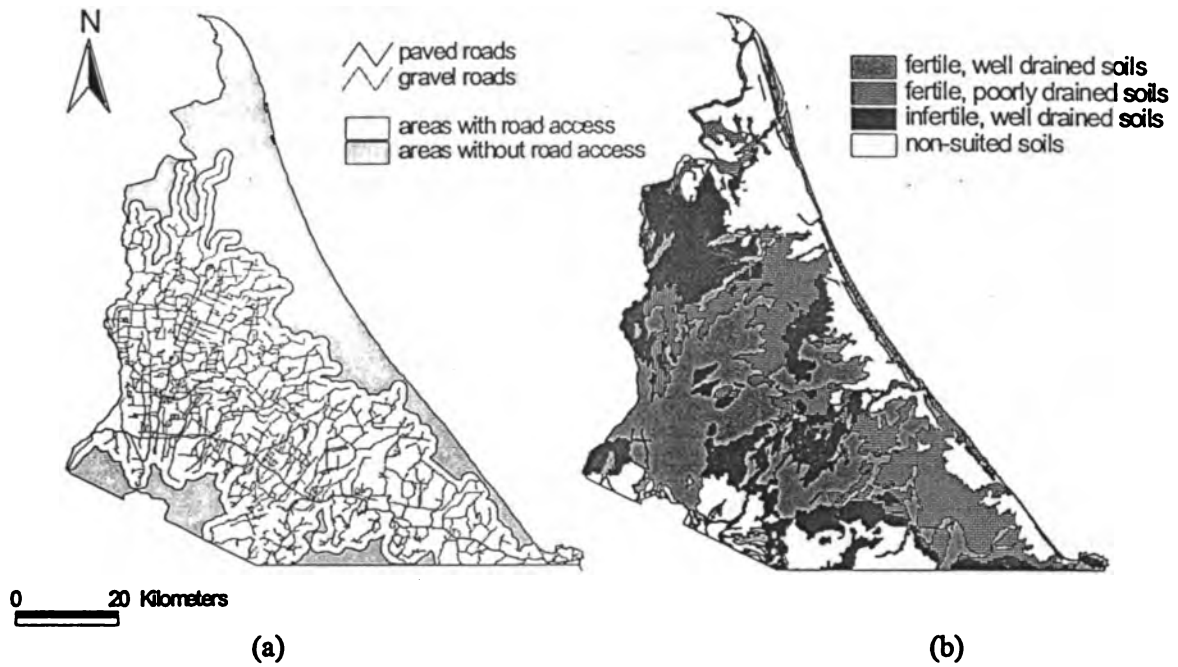 N
paved roads
gravel roads
areas with road access
areas without road access
fertile, well drained soils
fertile, poorly drained soils
infertile, well drained soils
non-suited soils
0 20 Kilometers
(a)
(b)